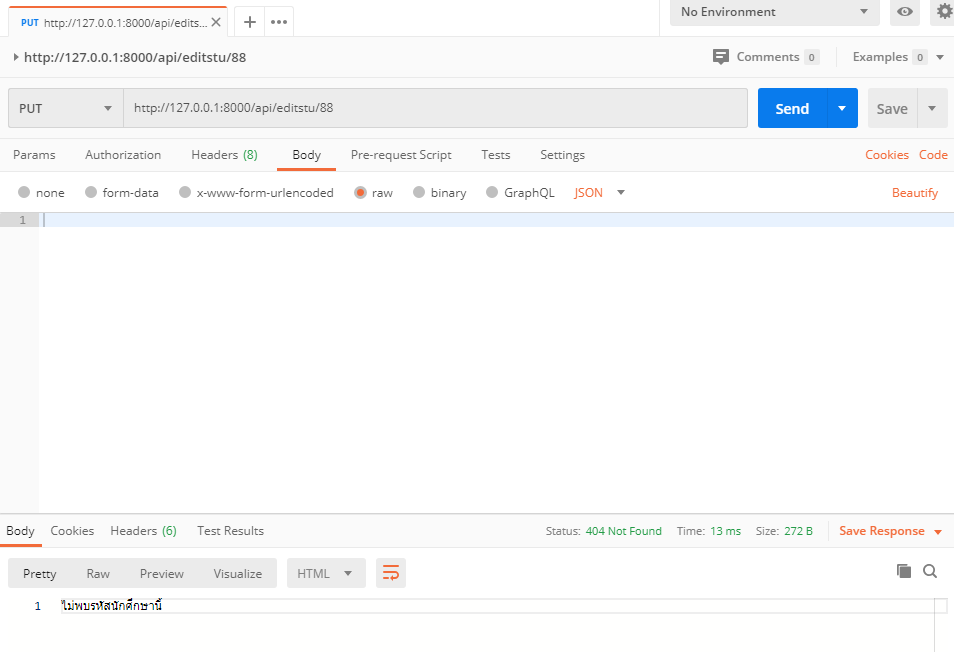 PUT http://127.0.0.1:8000/api/edits...
No Environment
http://127.0.0.1:8000/api/editstu/88
Comments 0
Examples 0
PUT
http://127.0.0.1:8000/api/editstu/88
Send
Save
Params Authorization Headers (8) Body Pre-request Script Tests Settings
Cookies Code
none form-data x-www-form-urlencoded raw binary GraphQL JSON
Beautify
1
Body Cookies Headers (6) Test Results
Status: 404 Not Found Time: 13 ms Size: 272 B Save Response
Pretty Raw Preview Visualize HTML
1 ไม่พบรหัสนักศึกษานี้